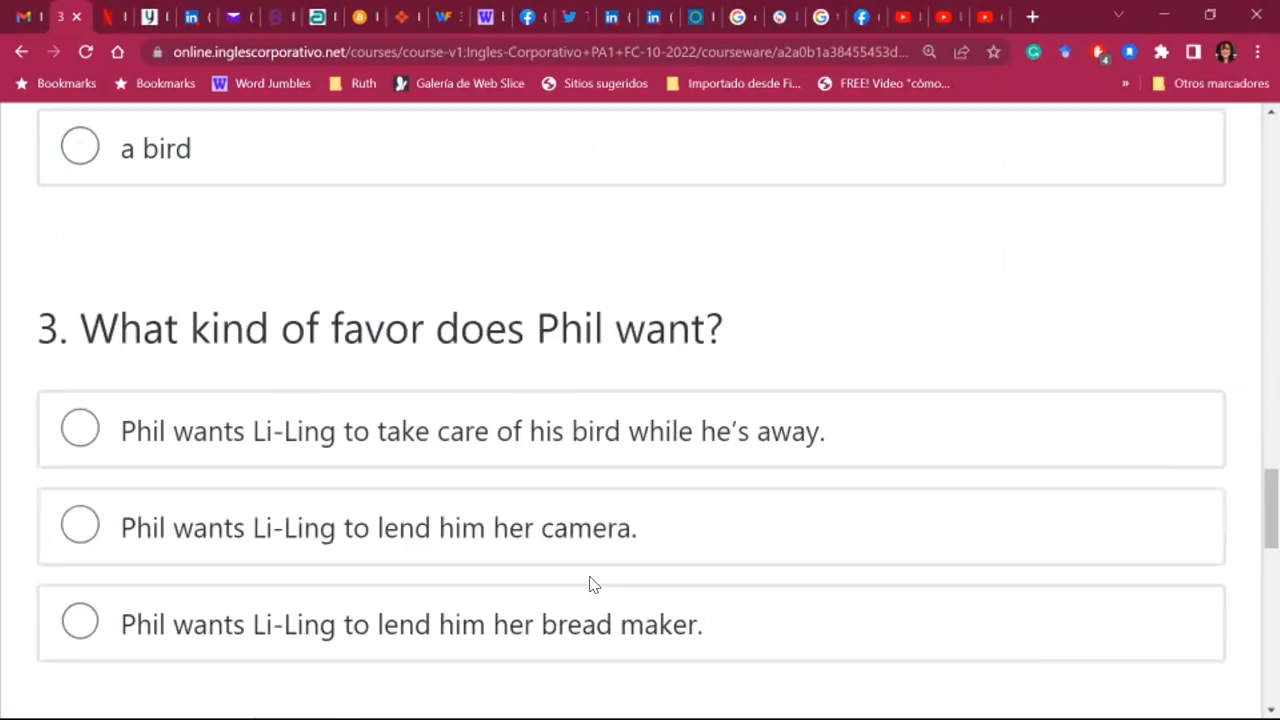 3
online.inglescorporativo.net/courses/course-v1:Ingles-Corporativo+PA1+FC-10-2022/courseware/a2a0b1a38455453d...
4
Bookmarks Bookmarks Word Jumbles Ruth Galería de Web Slice Sitios sugeridos Importado desde Fi... FREE! Video "cómo... » Otros marcadores
a bird
3. What kind of favor does Phil want?
Phil wants Li-Ling to take care of his bird while he's away.
Phil wants Li-Ling to lend him her camera.
Phil wants Li-Ling to lend him her bread maker.